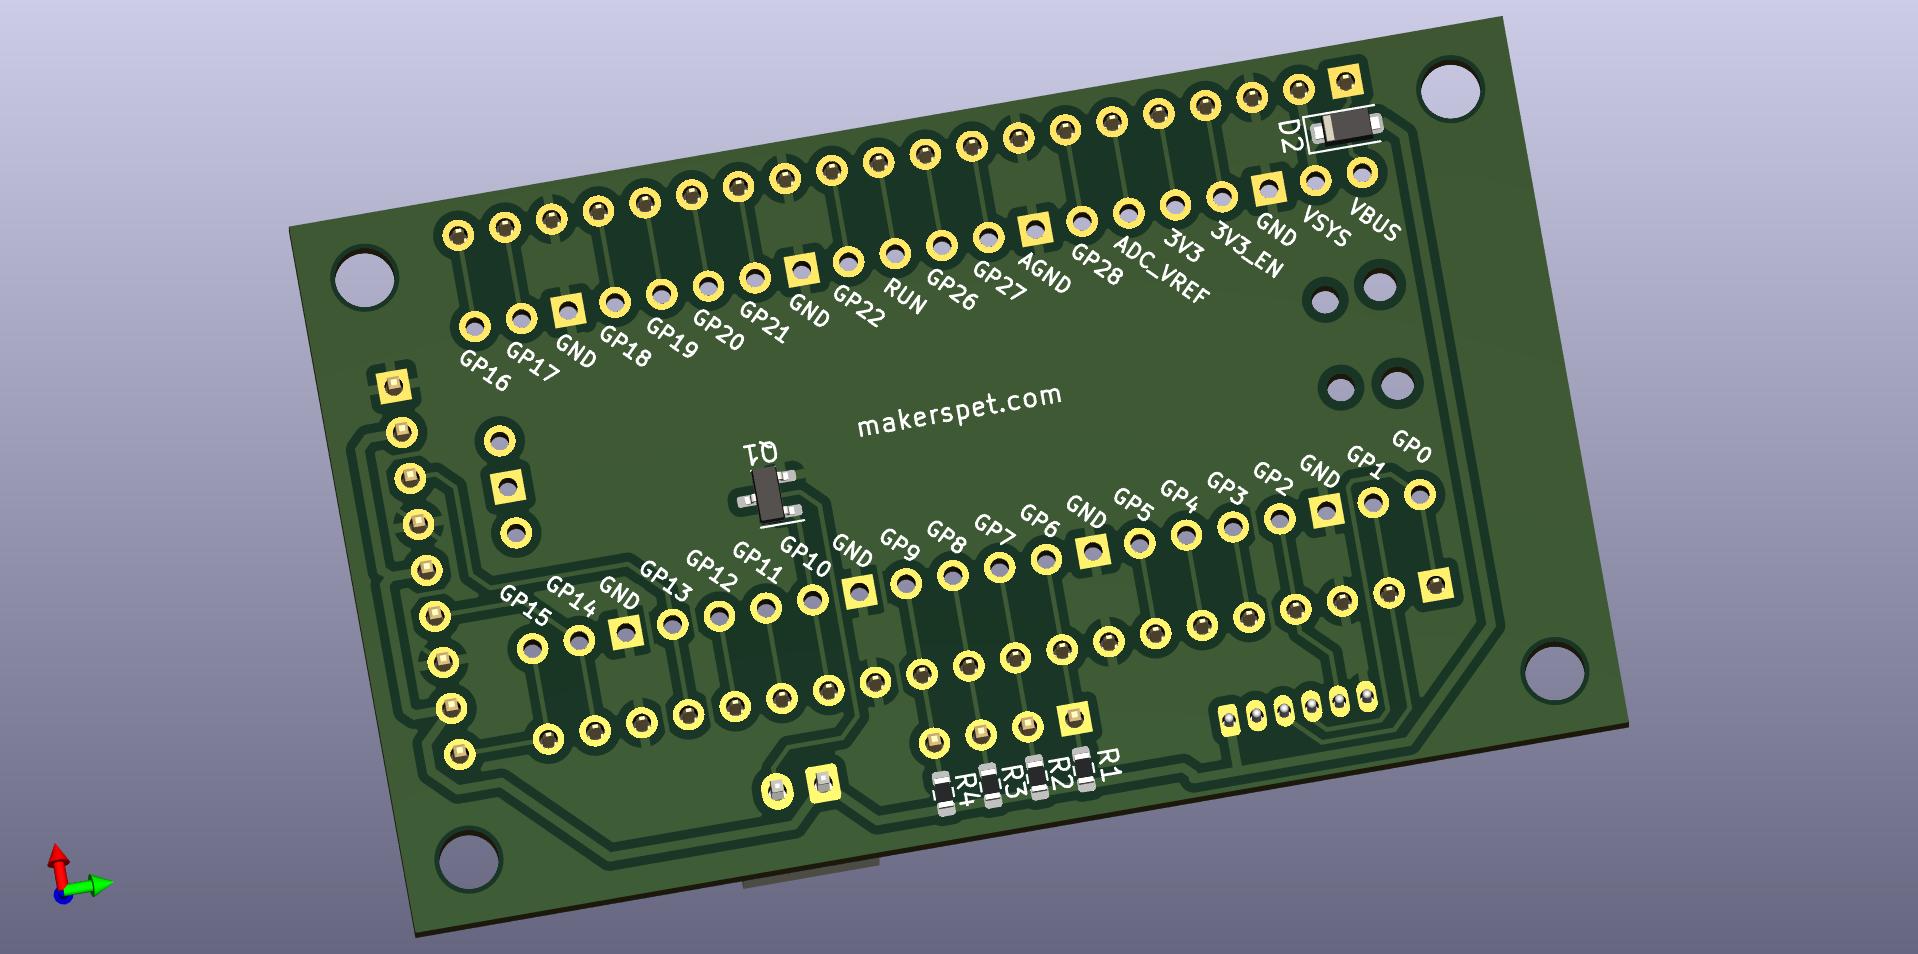 D2
GP16
GP17
GND
GP18
GP19
GP20
GP21
GND
GP22
RUN
GP26
GP27
AGND
GP28
ADC_VREF
3V3
3V3_EN
GND
VSYS
VBUS
makerspet.com
Q1
GP15
GP14
GND
GP13
GP12
GP11
GP10
GND
GP9
GP8
GP7
GP6
GND
GP5
GP4
GP3
GP2
GND
GP1
GP0
R4
R3
R2
R1